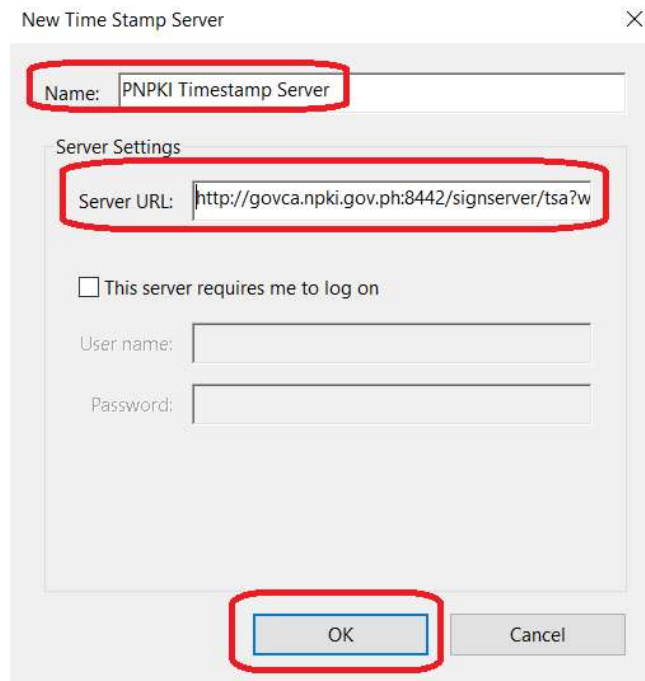 New Time Stamp Server
Name: PNPKI Timestamp Server
Server Settings
Server URL: http://govca.npki.gov.ph:8442/signserver/tsa?w
This server requires me to log on
User name:
Password:
OK Cancel